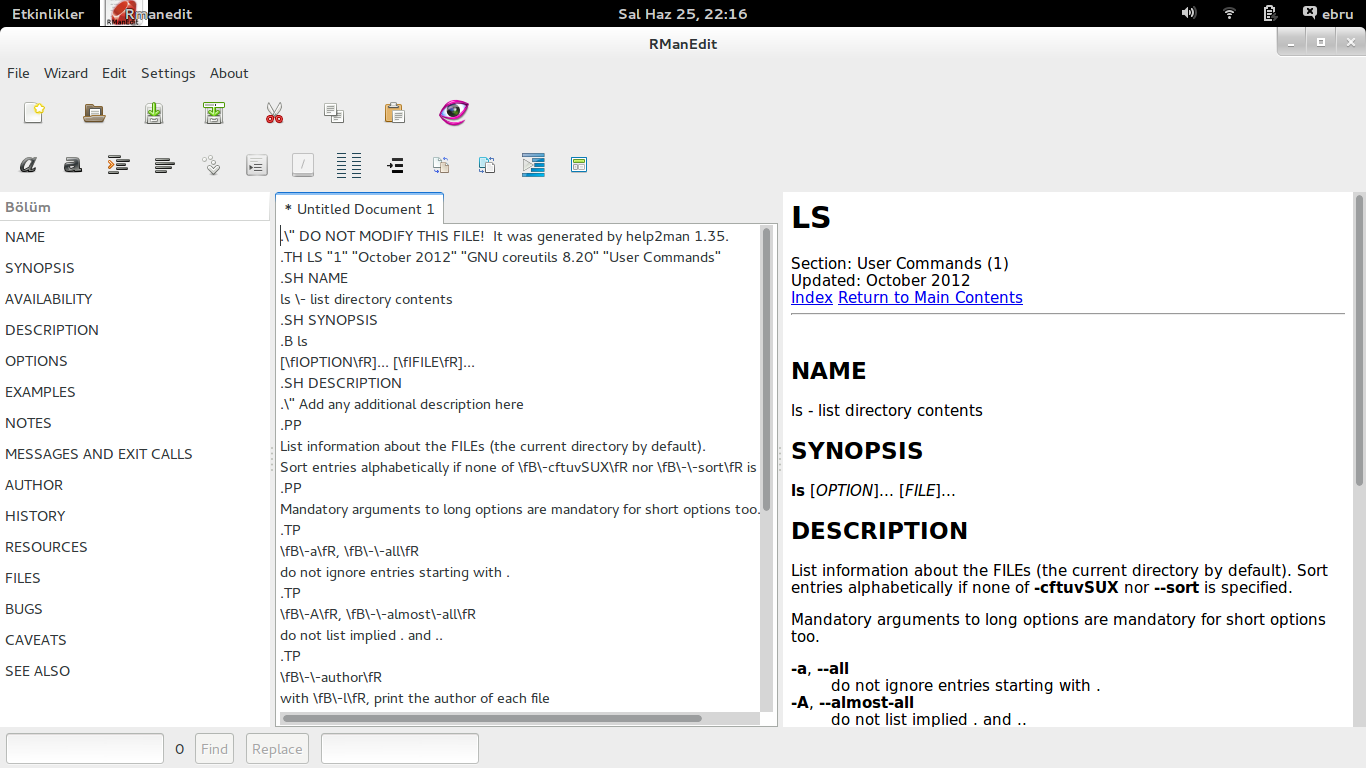 Etkinlikler
RManEdit
Rmanedit
Sal Haz 25, 22:16
ebru
RManEdit
File Wizard Edit Settings About
Bölüm
NAME
SYNOPSIS
AVAILABILITY
DESCRIPTION
OPTIONS
EXAMPLES
NOTES
MESSAGES AND EXIT CALLS
AUTHOR
HISTORY
RESOURCES
FILES
BUGS
CAVEATS
SEE ALSO
* Untitled Document 1
.\" DO NOT MODIFY THIS FILE!  It was generated by help2man 1.35.
.TH LS "1" "October 2012" "GNU coreutils 8.20" "User Commands"
.SH NAME
ls \- list directory contents
.SH SYNOPSIS
.B ls
[\fIOPTION\fR]... [\fIFILE\fR]...
.SH DESCRIPTION
.\" Add any additional description here
.PP
List information about the FILEs (the current directory by default).
Sort entries alphabetically if none of \fB\-cftuvSUX\fR nor \fB\-\-sort\fR is
.PP
Mandatory arguments to long options are mandatory for short options too.
.TP
\fB\-a\fR, \fB\-\-all\fR
do not ignore entries starting with .
.TP
\fB\-A\fR, \fB\-\-almost\-all\fR
do not list implied . and ..
.TP
\fB\-\-author\fR
with \fB\-l\fR, print the author of each file
LS
Section: User Commands (1)
Updated: October 2012
Index Return to Main Contents
NAME
ls - list directory contents
SYNOPSIS
ls [OPTION]... [FILE]...
DESCRIPTION
List information about the FILEs (the current directory by default). Sort
entries alphabetically if none of -cftuvSUX nor --sort is specified.
Mandatory arguments to long options are mandatory for short options
too.
-a, --all
do not ignore entries starting with .
-A, --almost-all
do not list implied . and ..
0 Find Replace